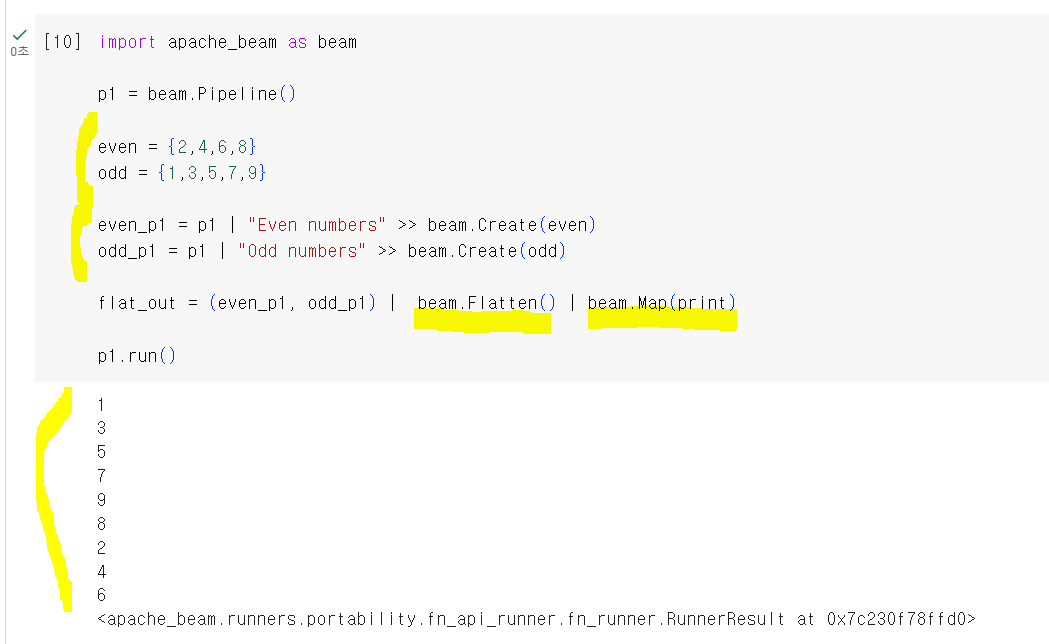 [10] import apache_beam as beam
0초
p1 = beam.Pipeline()
even = {2,4,6,8}
odd = {1,3,5,7,9}
even_p1 = p1 | "Even numbers" >> beam.Create(even)
odd_p1 = p1 | "Odd numbers" >> beam.Create(odd)
flat_out = (even_p1, odd_p1) |  beam.Flatten() | beam.Map(print)
p1.run()
1
3
5
7
9
8
2
4
6
<apache_beam.runners.portability.fn_api_runner.fn_runner.RunnerResult at 0x7c230f78ffd0>